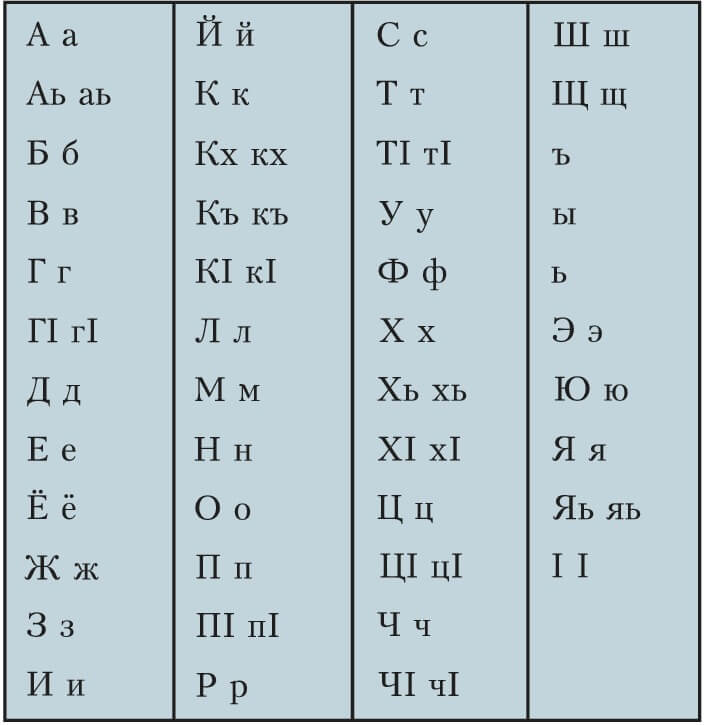 А а
Аь аь
Б б
В в
Г г
ГӀ гӀ
Д д
Е е
Ё ё
Ж ж
З з
И и
Й й
К к
Кх кх
Къ къ
КӀ кӀ
Л л
М м
Н н
О о
П п
ПӀ пӀ
Р р
С с
Т т
ТӀ тӀ
У у
Ф ф
Х х
Хь хь
ХӀ хӀ
Ц ц
ЦӀ цӀ
Ч ч
ЧӀ чӀ
Ш ш
Щ щ
ъ
ы
ь
Э э
Ю ю
Я я
Яь яь
Ӏ Ӏ